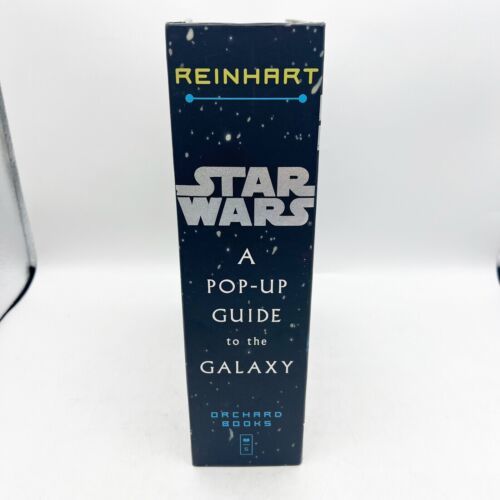 REINHART
STAR
WARS
A
POP-UP
GUIDE
to the
GALAXY
ORCHARD
BOOKS